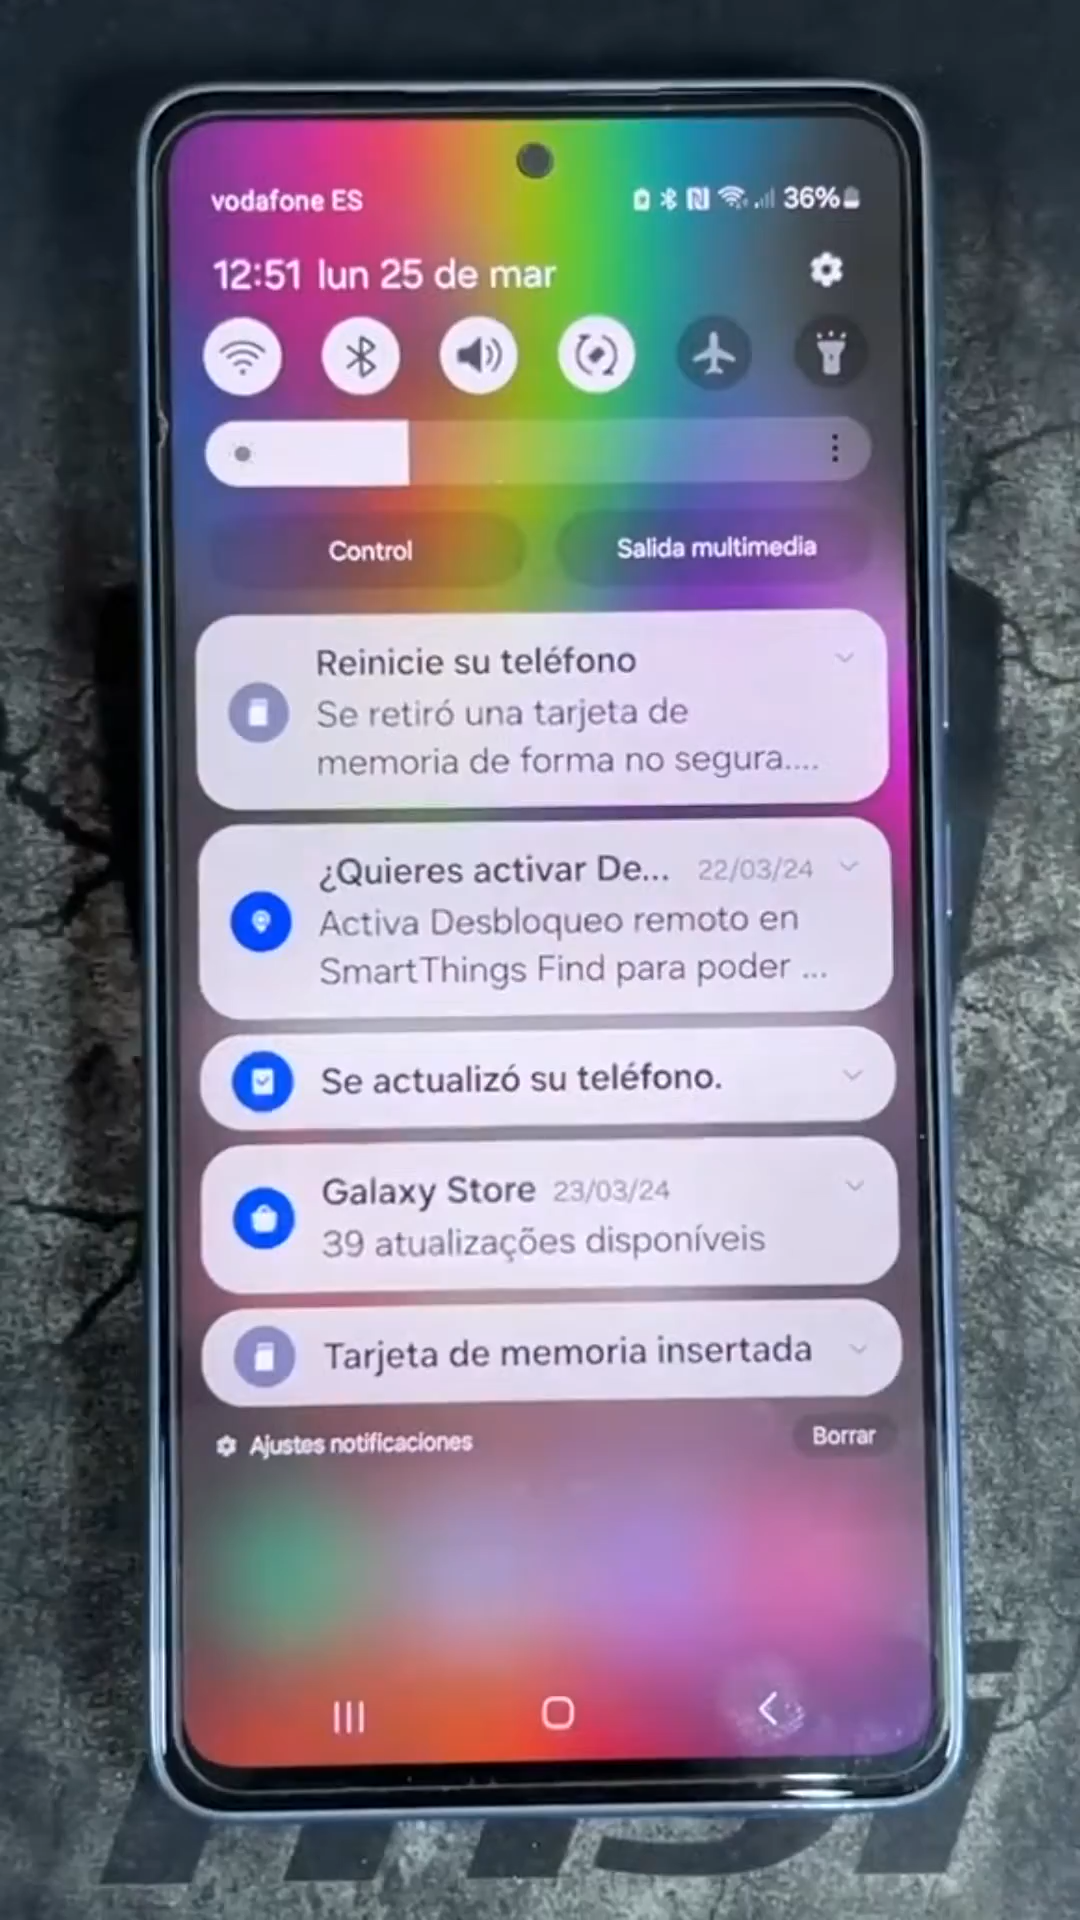 vodafone ES
36%
12:51 lun 25 de mar
Control
Salida multimedia
Reinicie su teléfono
Se retiró una tarjeta de
memoria de forma no segura....
¿Quieres activar De... 22/03/24
Activa Desbloqueo remoto en
SmartThings Find para poder ...
Se actualizó su teléfono.
Galaxy Store 23/03/24
39 atualizações disponíveis
Tarjeta de memoria insertada
Ajustes notificaciones
Borrar